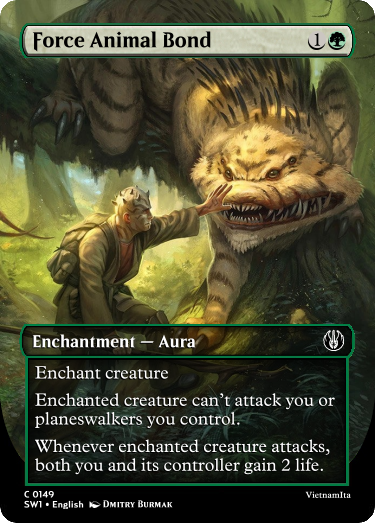 Force Animal Bond 1
Enchantment — Aura
Enchant creature
Enchanted creature can't attack you or
planeswalkers you control.
Whenever enchanted creature attacks,
both you and its controller gain 2 life.
C 0149
SW1 • English Dmitry Burmak
VietnamIta